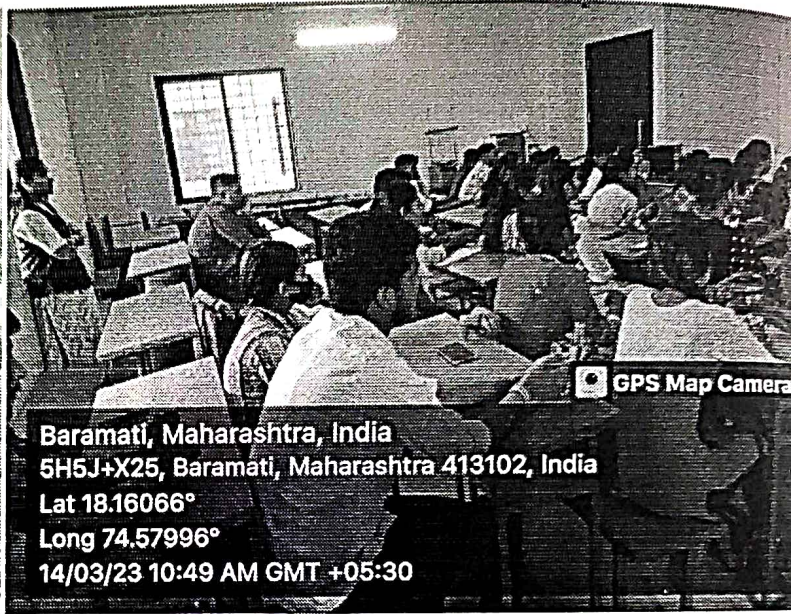 GPS Map Camera
Baramati, Maharashtra, India
5H5J+X25, Baramati, Maharashtra 413102, India
Lat 18.16066°
Long 74.57996°
14/03/23 10:49 AM GMT +05:30